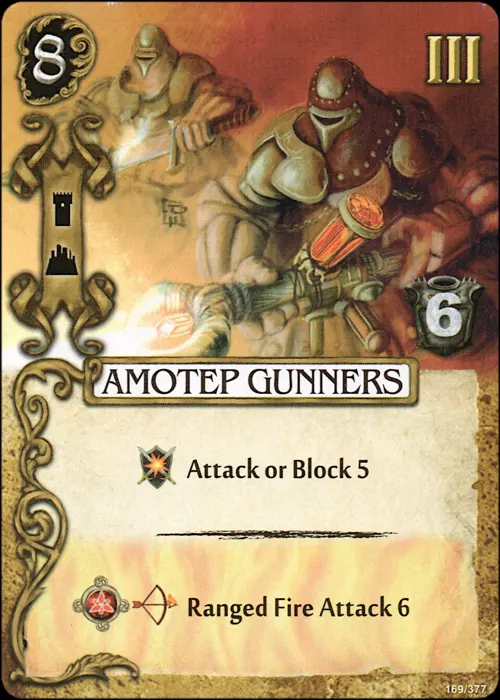 8
III
6
AMOTEP GUNNERS
Attack or Block 5
Ranged Fire Attack 6
169/377